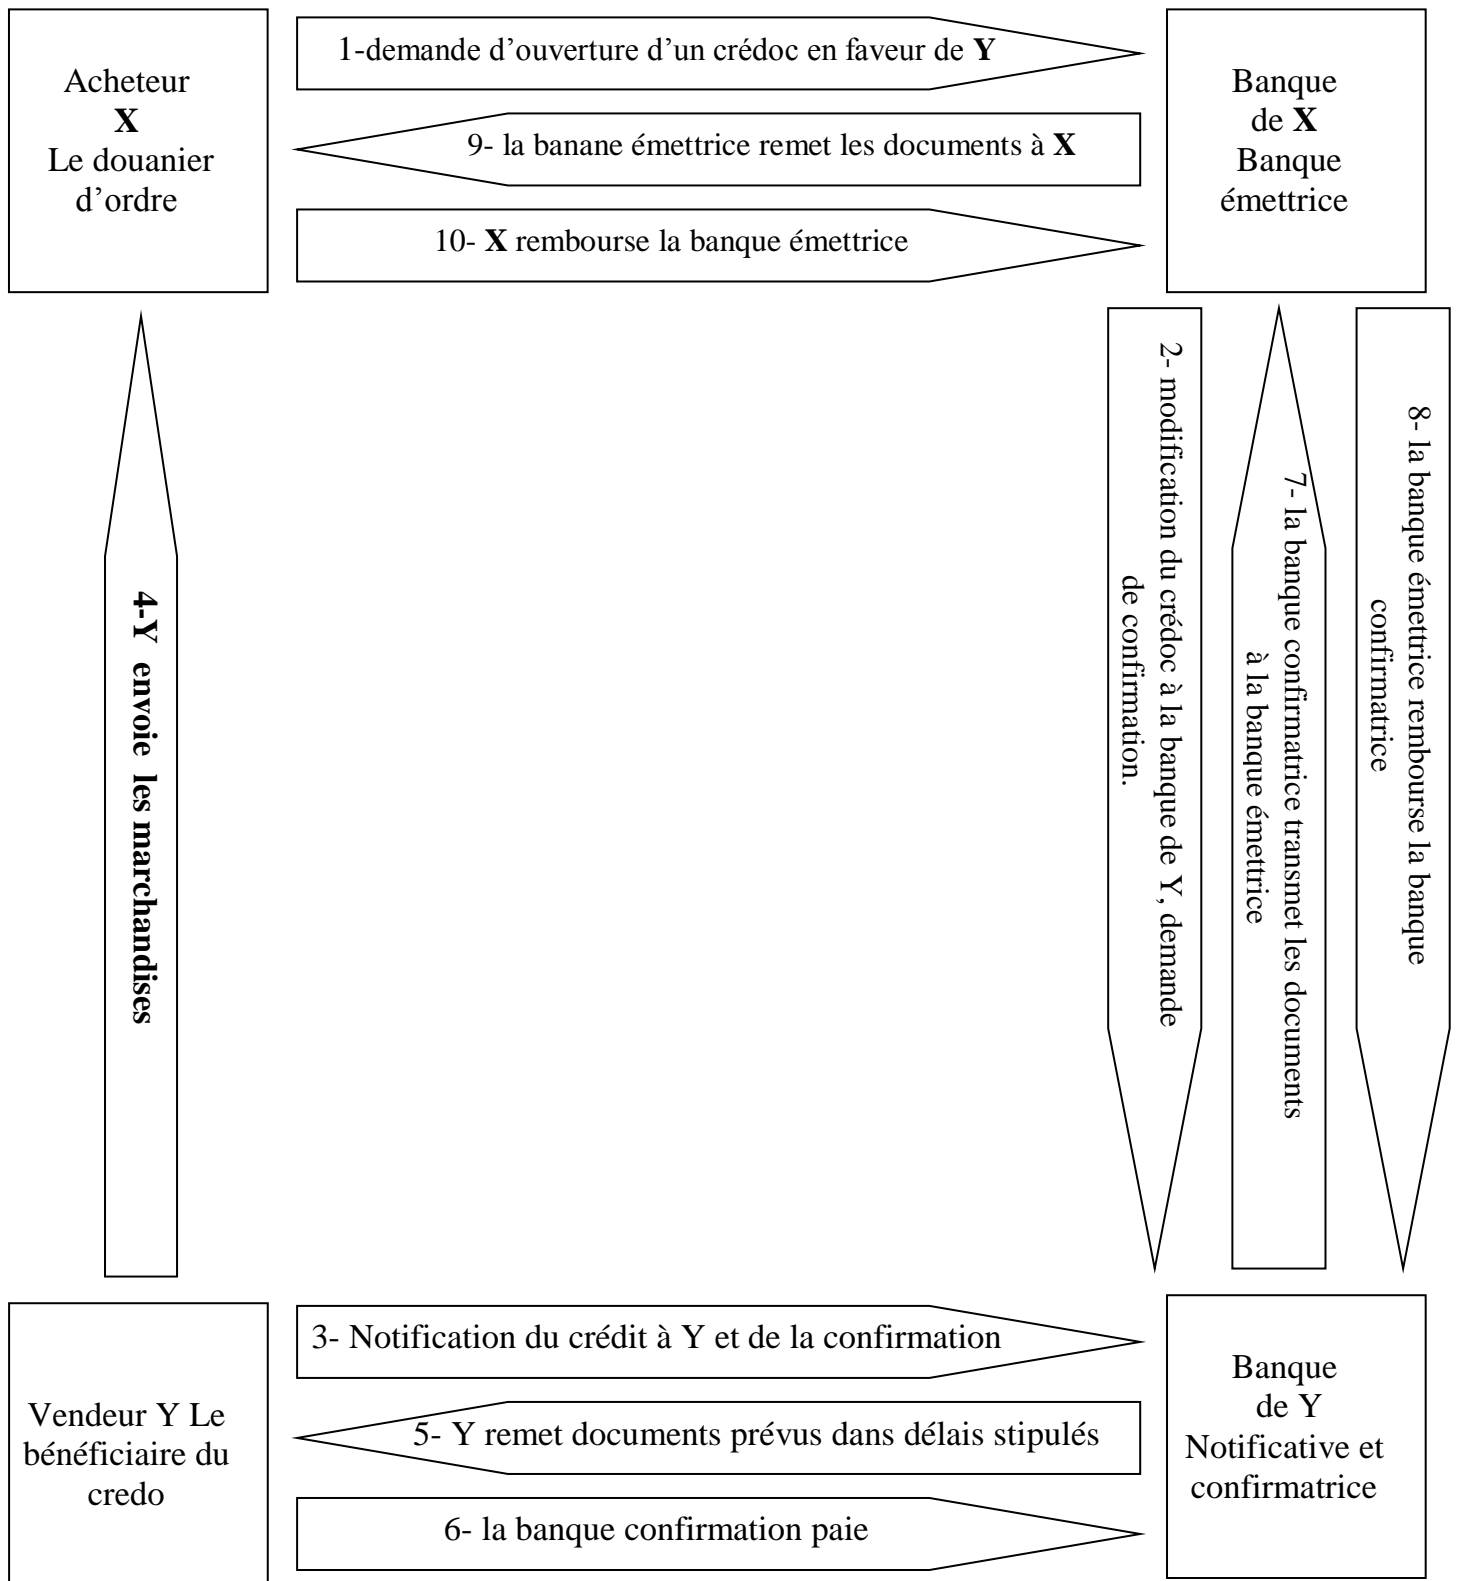 Acheteur
X
Le douanier
d’ordre
1-demande d’ouverture d’un crédoc en faveur de Y
9- la banane émettrice remet les documents à X
10- X rembourse la banque émettrice
Banque
de X
Banque
émettrice
4-Y envoie les marchandises
2- modification du crédoc à la banque de Y, demande
de confirmation.
7- la banque confirmatrice transmet les documents
à la banque émettrice
8- la banque émettrice rembourse la banque
confirmatrice
Vendeur Y Le
bénéficiaire du
credo
3- Notification du crédit à Y et de la confirmation
5- Y remet documents prévus dans délais stipulés
6- la banque confirmation paie
Banque
de Y
Notificative et
confirmatrice